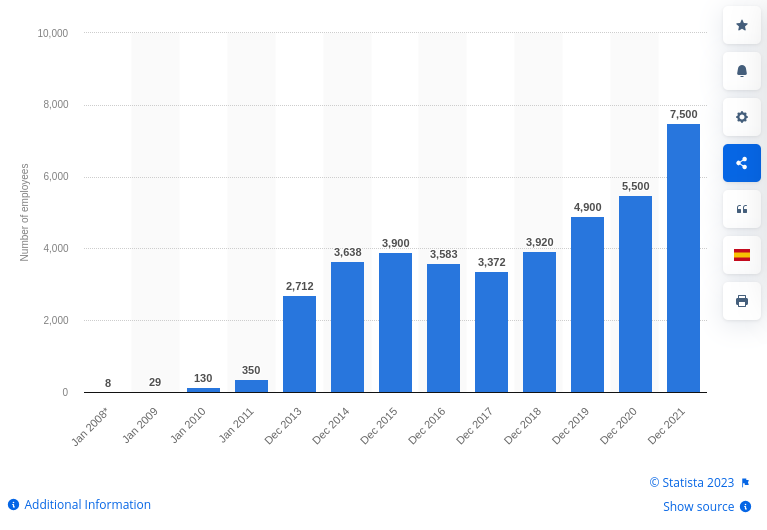 10,000
8,000
6,000
4,000
2,000
0
Number of employees
8
29
130
350
2,712
3,638
3,900
3,583
3,372
3,920
4,900
5,500
7,500
Jan 2008*
Jan 2009
Jan 2010
Jan 2011
Dec 2013
Dec 2014
Dec 2015
Dec 2016
Dec 2017
Dec 2018
Dec 2019
Dec 2020
Dec 2021
© Statista 2023
Additional Information
Show source